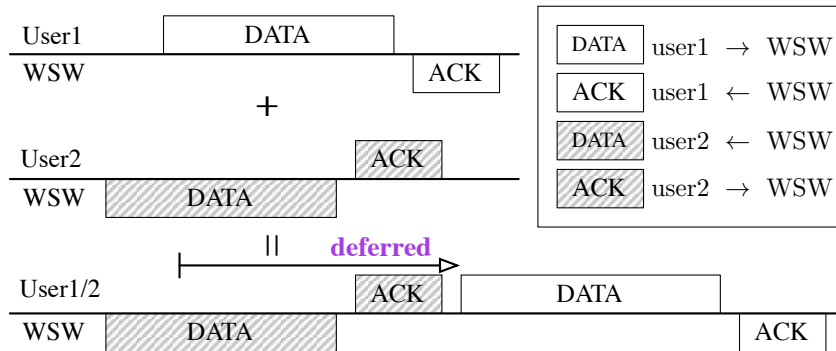 User1 DATA
WSW ACK
+
User2 ACK
WSW DATA
=
deferred
User1/2 ACK DATA
WSW DATA ACK
DATA user1 → WSW
ACK user1 ← WSW
DATA user2 ← WSW
ACK user2 → WSW